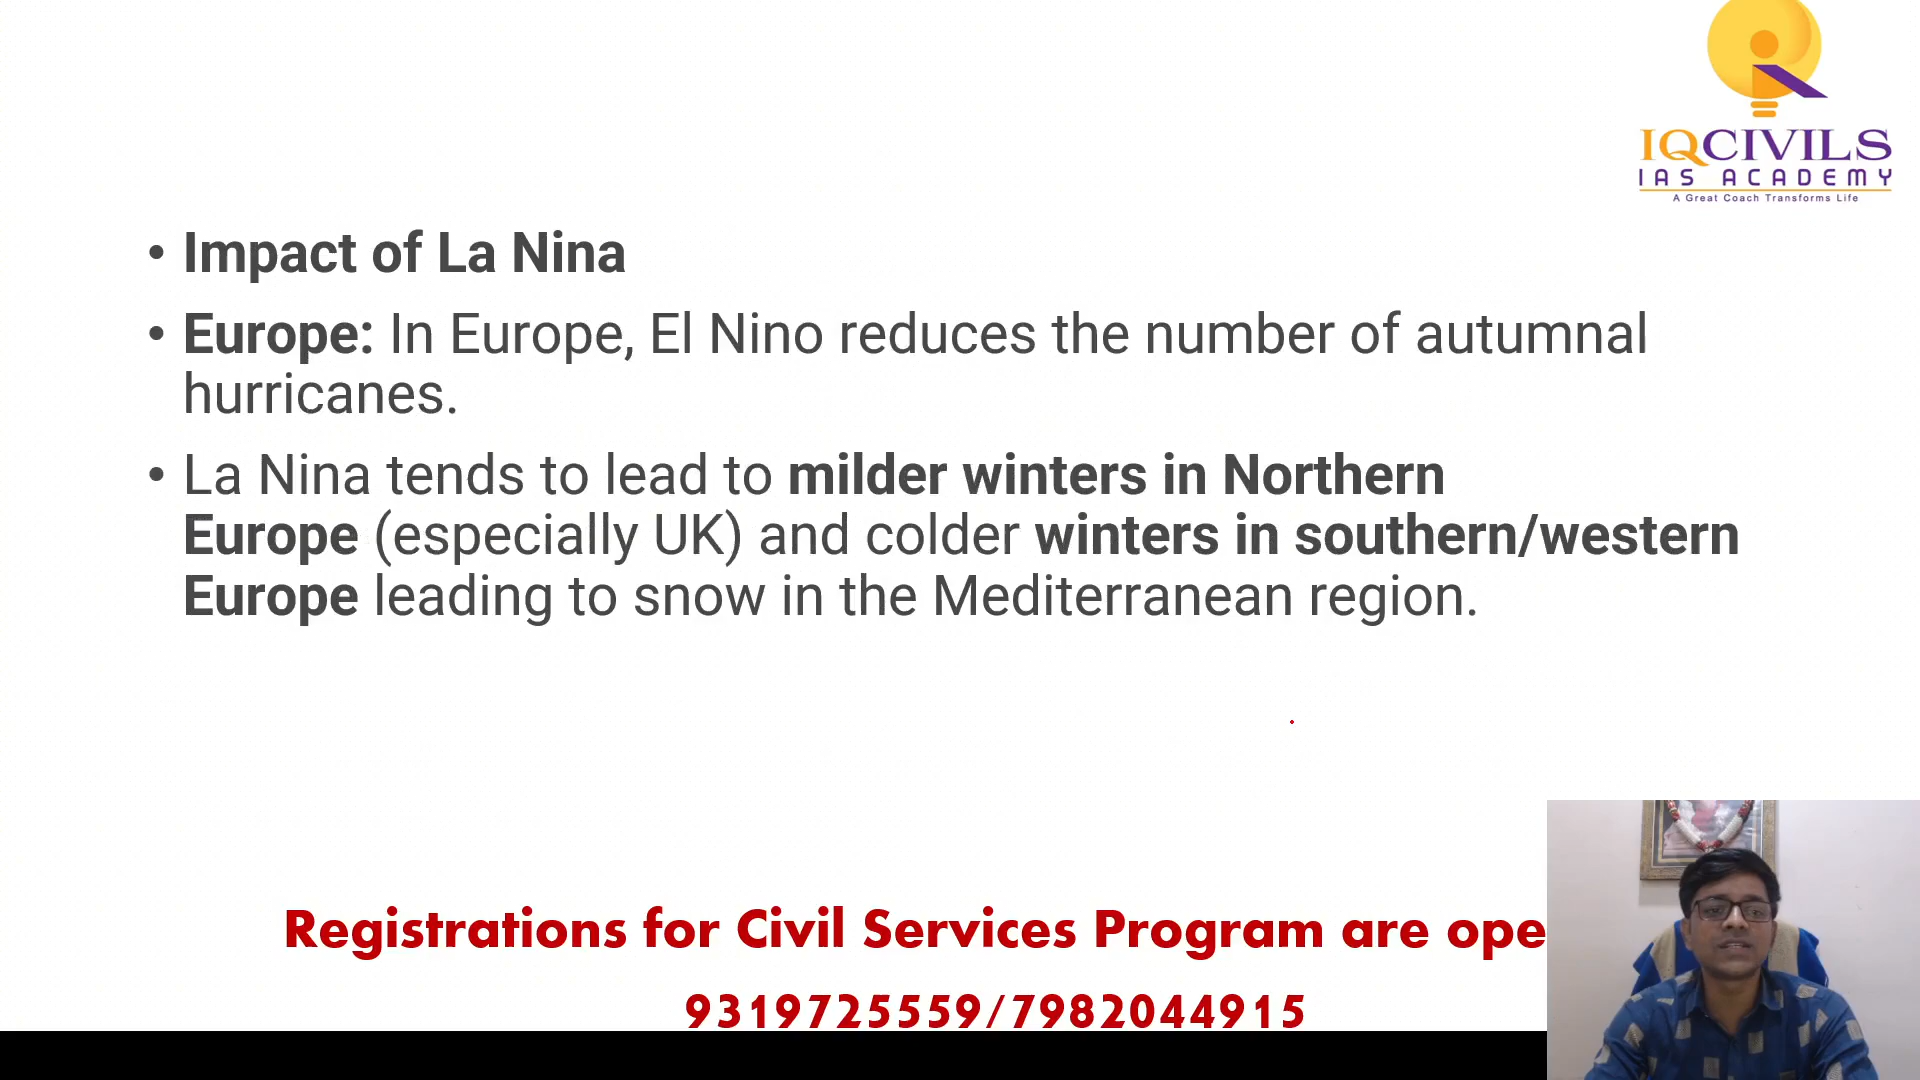 IQCIVILS
IAS ACADEMY
A Great Coach Transforms Life
• Impact of La Nina
• Europe: In Europe, El Nino reduces the number of autumnal
hurricanes.
• La Nina tends to lead to milder winters in Northern
Europe (especially UK) and colder winters in southern/western
Europe leading to snow in the Mediterranean region.
Registrations for Civil Services Program are ope
9319725559/7982044915